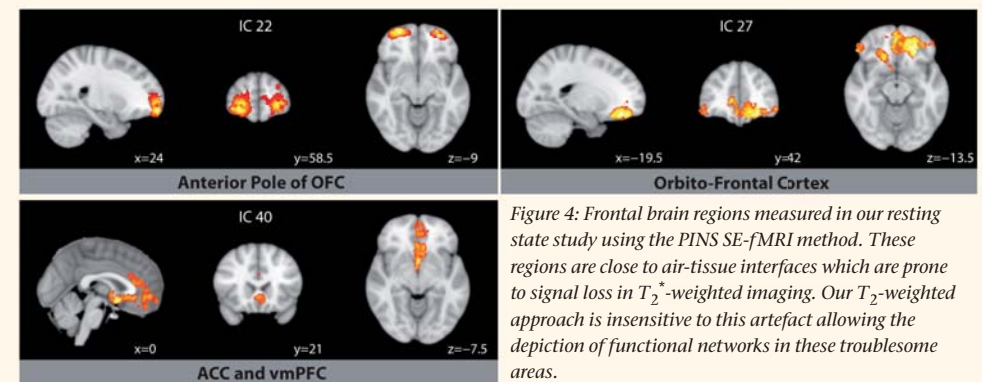 IC 22
x=24 y=58.5 z=−9
Anterior Pole of OFC
IC 27
x=−19.5 y=42 z=−13.5
Orbito-Frontal Cortex
IC 40
x=0 y=21 z=−7.5
ACC and vmPFC
Figure 4: Frontal brain regions measured in our resting
state study using the PINS SE-fMRI method. These
regions are close to air-tissue interfaces which are prone
to signal loss in T₂*-weighted imaging. Our T₂-weighted
approach is insensitive to this artefact allowing the
depiction of functional networks in these troublesome
areas.